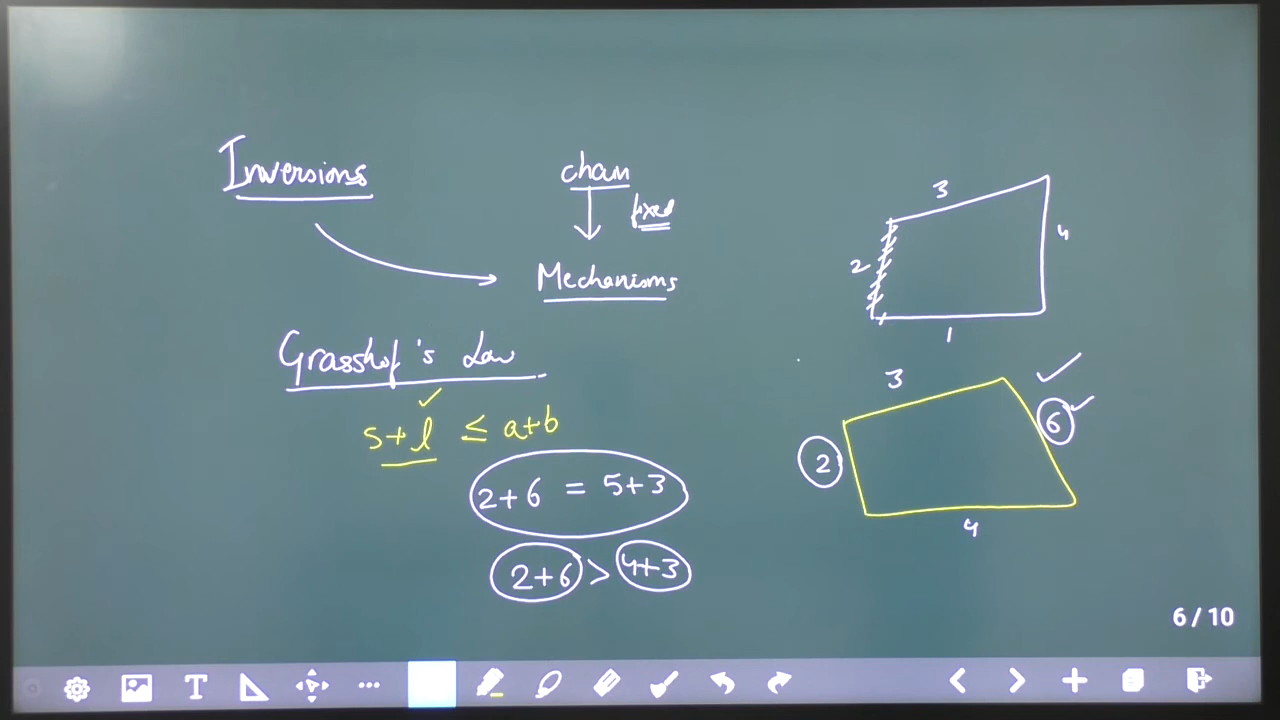 Inversions
chain
fixed
Mechanisms
Grasshof's Law
s+l ≤ a+b
2+6 = 5+3
2+6 > 4+3
3
4
2
1
3
6
2
4
6 / 10
T